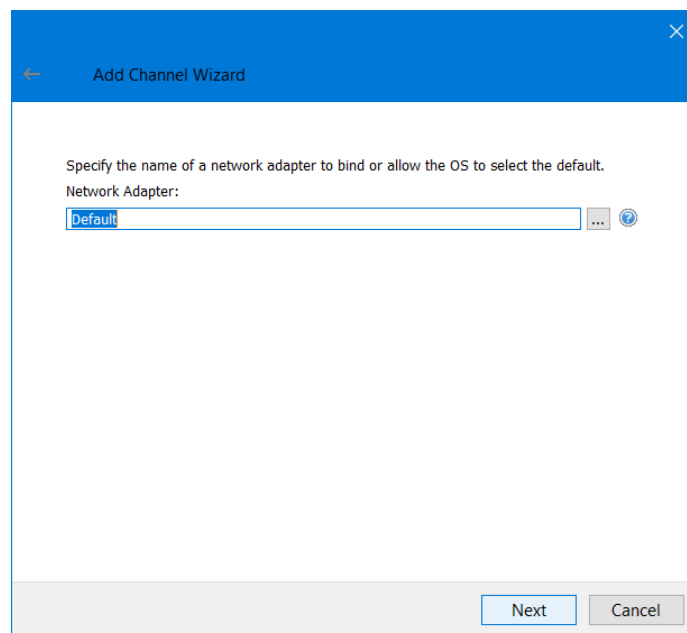 Add Channel Wizard
Specify the name of a network adapter to bind or allow the OS to select the default.
Network Adapter:
Default
...
Next
Cancel